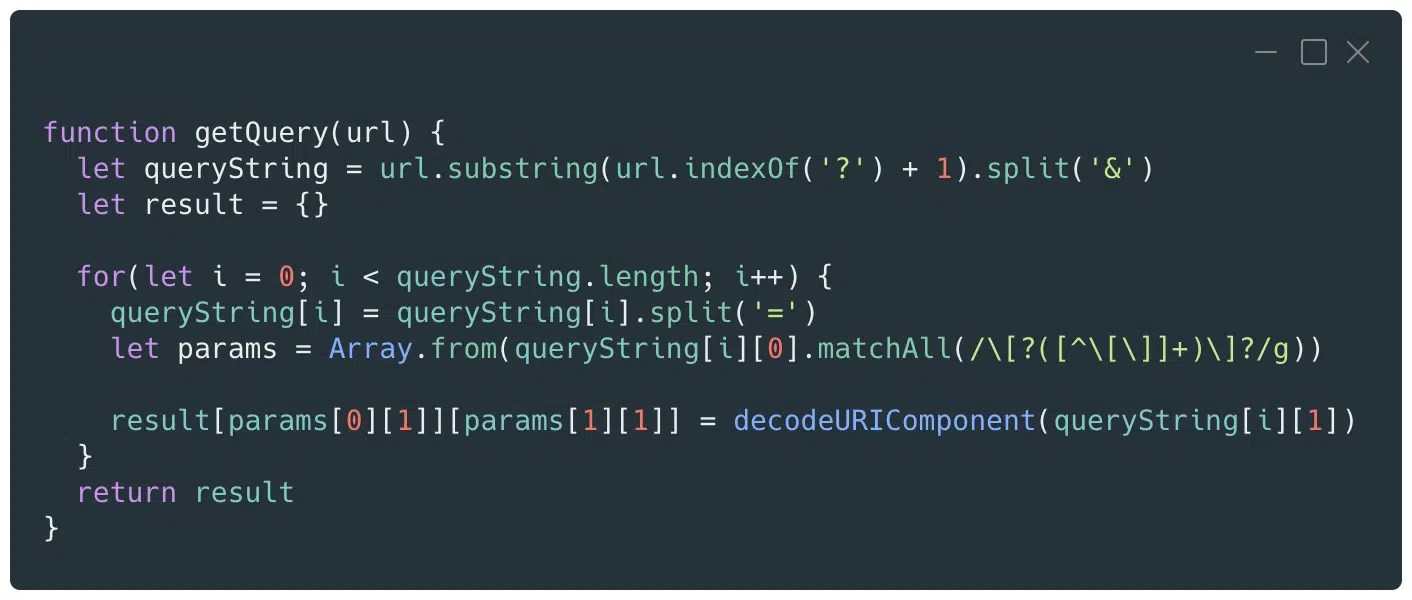 function getQuery(url) {
  let queryString = url.substring(url.indexOf('?') + 1).split('&')
  let result = {}

  for(let i = 0; i < queryString.length; i++) {
    queryString[i] = queryString[i].split('=')
    let params = Array.from(queryString[i][0].matchAll(/\[?([^\[\]]+)\]?/g))

    result[params[0][1]][params[1][1]] = decodeURIComponent(queryString[i][1])
  }
  return result
}